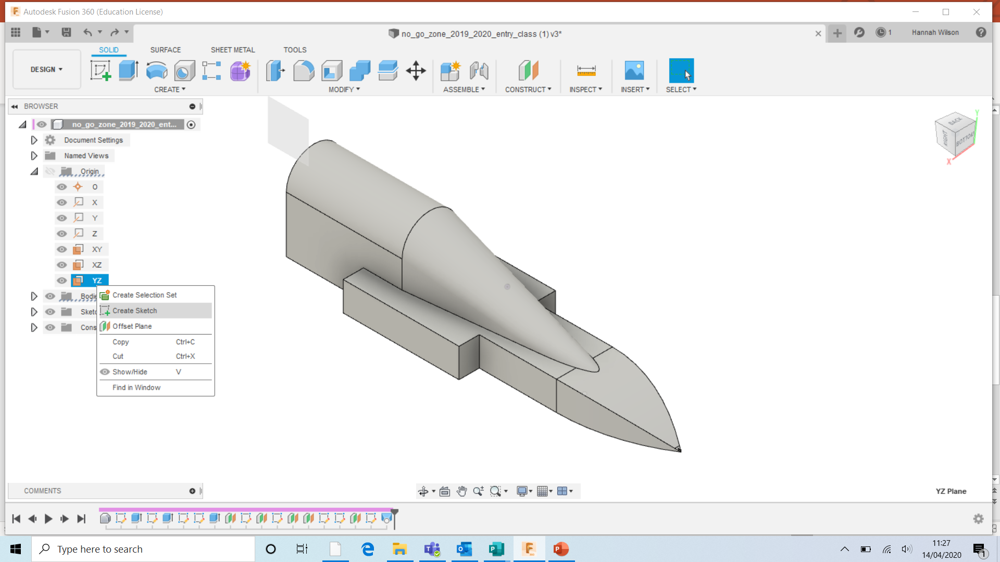 Autodesk Fusion 360 (Education License)
no_go_zone_2019_2020_entry_class (1) v3*
1
Hannah Wilson
DESIGN
SOLID
SURFACE
SHEET METAL
TOOLS
CREATE
MODIFY
ASSEMBLE
CONSTRUCT
INSPECT
INSERT
SELECT
BROWSER
no_go_zone_2019_2020_ent...
Document Settings
Named Views
Origin
O
X
Y
Z
XY
XZ
YZ
Bodie
Sketc
Cons
Create Selection Set
Create Sketch
Offset Plane
Copy Ctrl+C
Cut Ctrl+X
Show/Hide V
Find in Window
Y
BACK
RIGHT
BOTTOM
X
COMMENTS
YZ Plane
Type here to search
11:27
14/04/2020
1